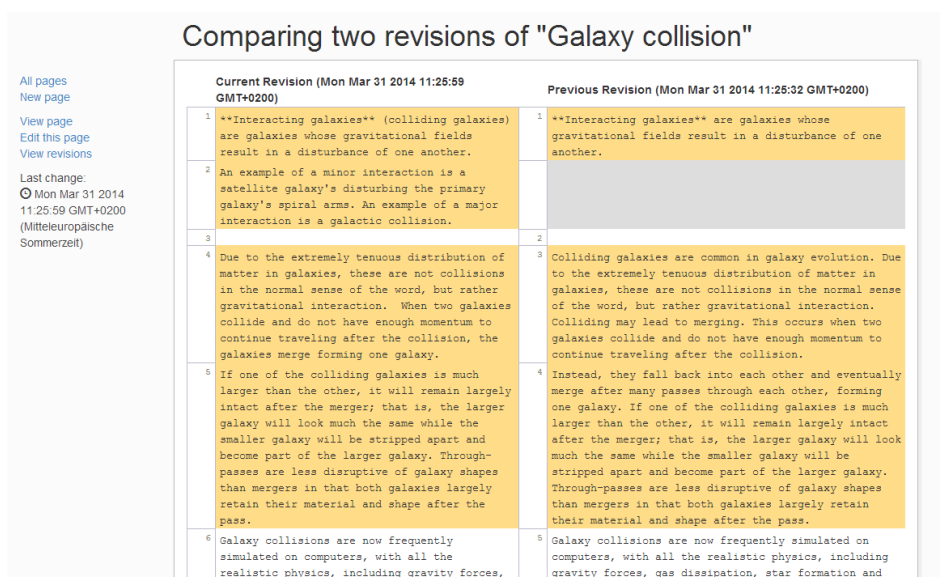 Comparing two revisions of "Galaxy collision"
All pages
New page
View page
Edit this page
View revisions
Last change:
Mon Mar 31 2014
11:25:59 GMT+0200
(Mitteleuropäische
Sommerzeit)
Current Revision (Mon Mar 31 2014 11:25:59
GMT+0200)
1 **Interacting galaxies** (colliding galaxies)
are galaxies whose gravitational fields
result in a disturbance of one another.
2 An example of a minor interaction is a
satellite galaxy's disturbing the primary
galaxy's spiral arms. An example of a major
interaction is a galactic collision.
3
4 Due to the extremely tenuous distribution of
matter in galaxies, these are not collisions
in the normal sense of the word, but rather
gravitational interaction.  When two galaxies
collide and do not have enough momentum to
continue traveling after the collision, the
galaxies merge forming one galaxy.
5 If one of the colliding galaxies is much
larger than the other, it will remain largely
intact after the merger; that is, the larger
galaxy will look much the same while the
smaller galaxy will be stripped apart and
become part of the larger galaxy. Through-
passes are less disruptive of galaxy shapes
than mergers in that both galaxies largely
retain their material and shape after the
pass.
6 Galaxy collisions are now frequently
simulated on computers, with all the
realistic physics, including gravity forces,
Previous Revision (Mon Mar 31 2014 11:25:32 GMT+0200)
1 **Interacting galaxies** are galaxies whose
gravitational fields result in a disturbance of one
another.
2
3 Colliding galaxies are common in galaxy evolution. Due
to the extremely tenuous distribution of matter in
galaxies, these are not collisions in the normal sense
of the word, but rather gravitational interaction.
Colliding may lead to merging. This occurs when two
galaxies collide and do not have enough momentum to
continue traveling after the collision.
4 Instead, they fall back into each other and eventually
merge after many passes through each other, forming
one galaxy. If one of the colliding galaxies is much
larger than the other, it will remain largely intact
after the merger; that is, the larger galaxy will look
much the same while the smaller galaxy will be
stripped apart and become part of the larger galaxy.
Through-passes are less disruptive of galaxy shapes
than mergers in that both galaxies largely retain
their material and shape after the pass.
5 Galaxy collisions are now frequently simulated on
computers, with all the realistic physics, including
gravity forces, gas dissipation, star formation and